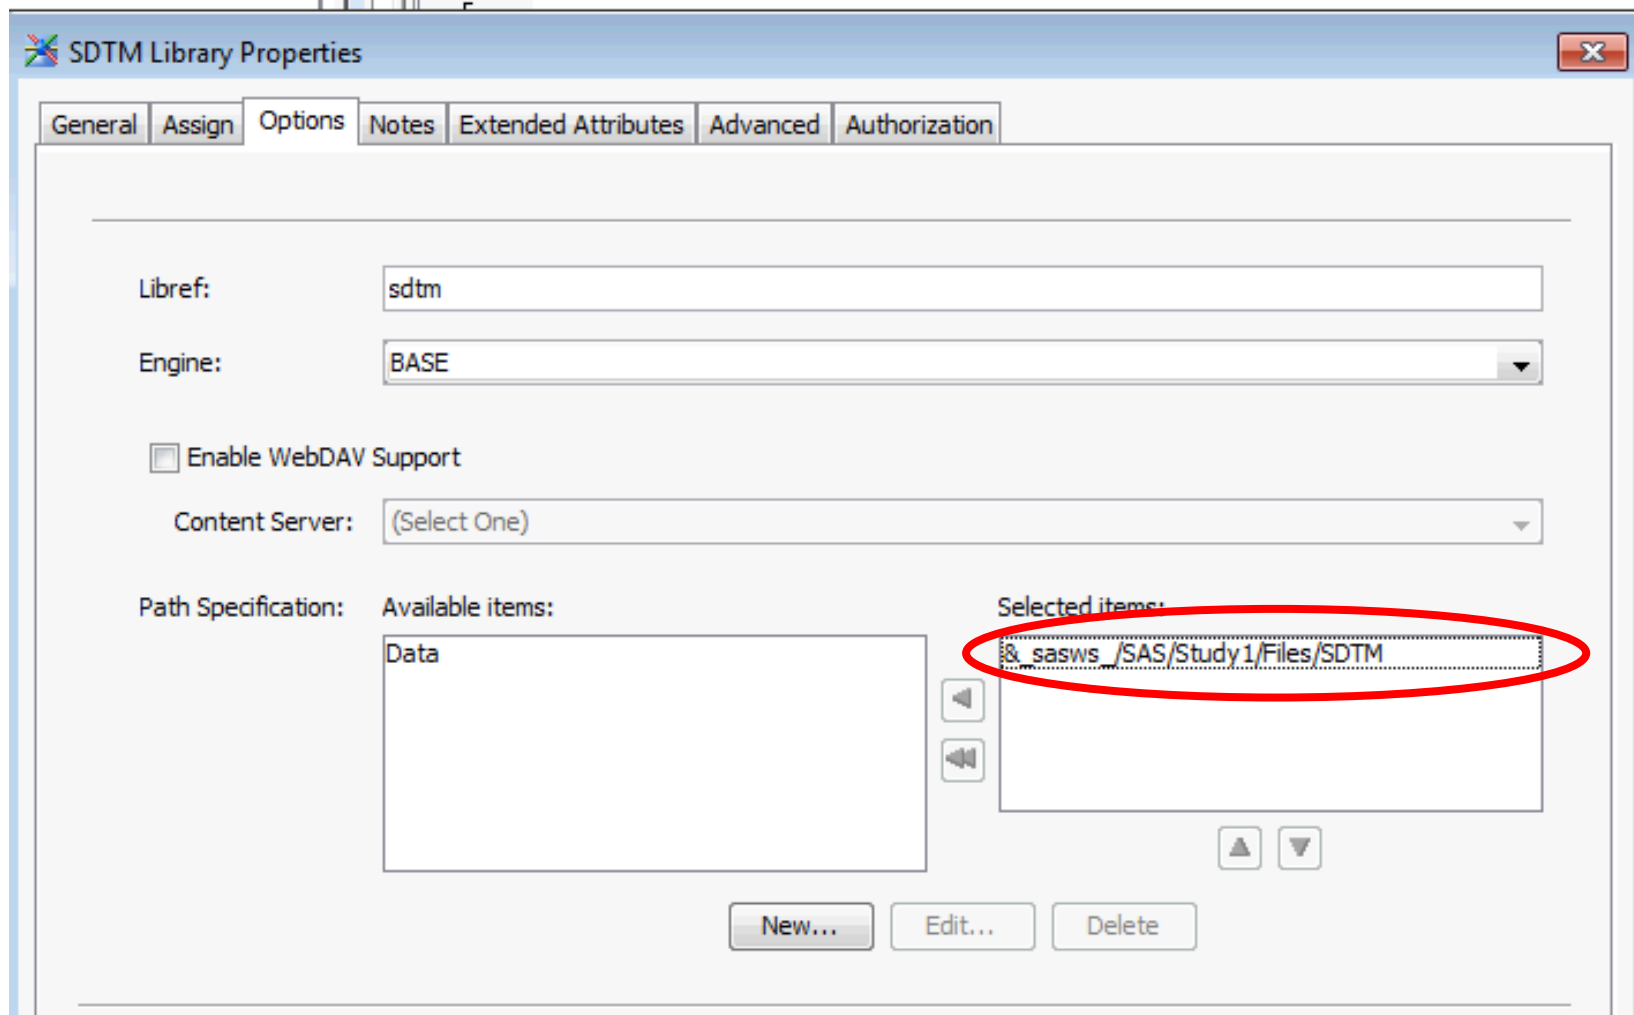 SDTM Library Properties
General Assign Options Notes Extended Attributes Advanced Authorization
Libref: sdtm
Engine: BASE
Enable WebDAV Support
Content Server: (Select One)
Path Specification: Available items: Selected items:
Data &_sasws_/SAS/Study1/Files/SDTM
New... Edit... Delete